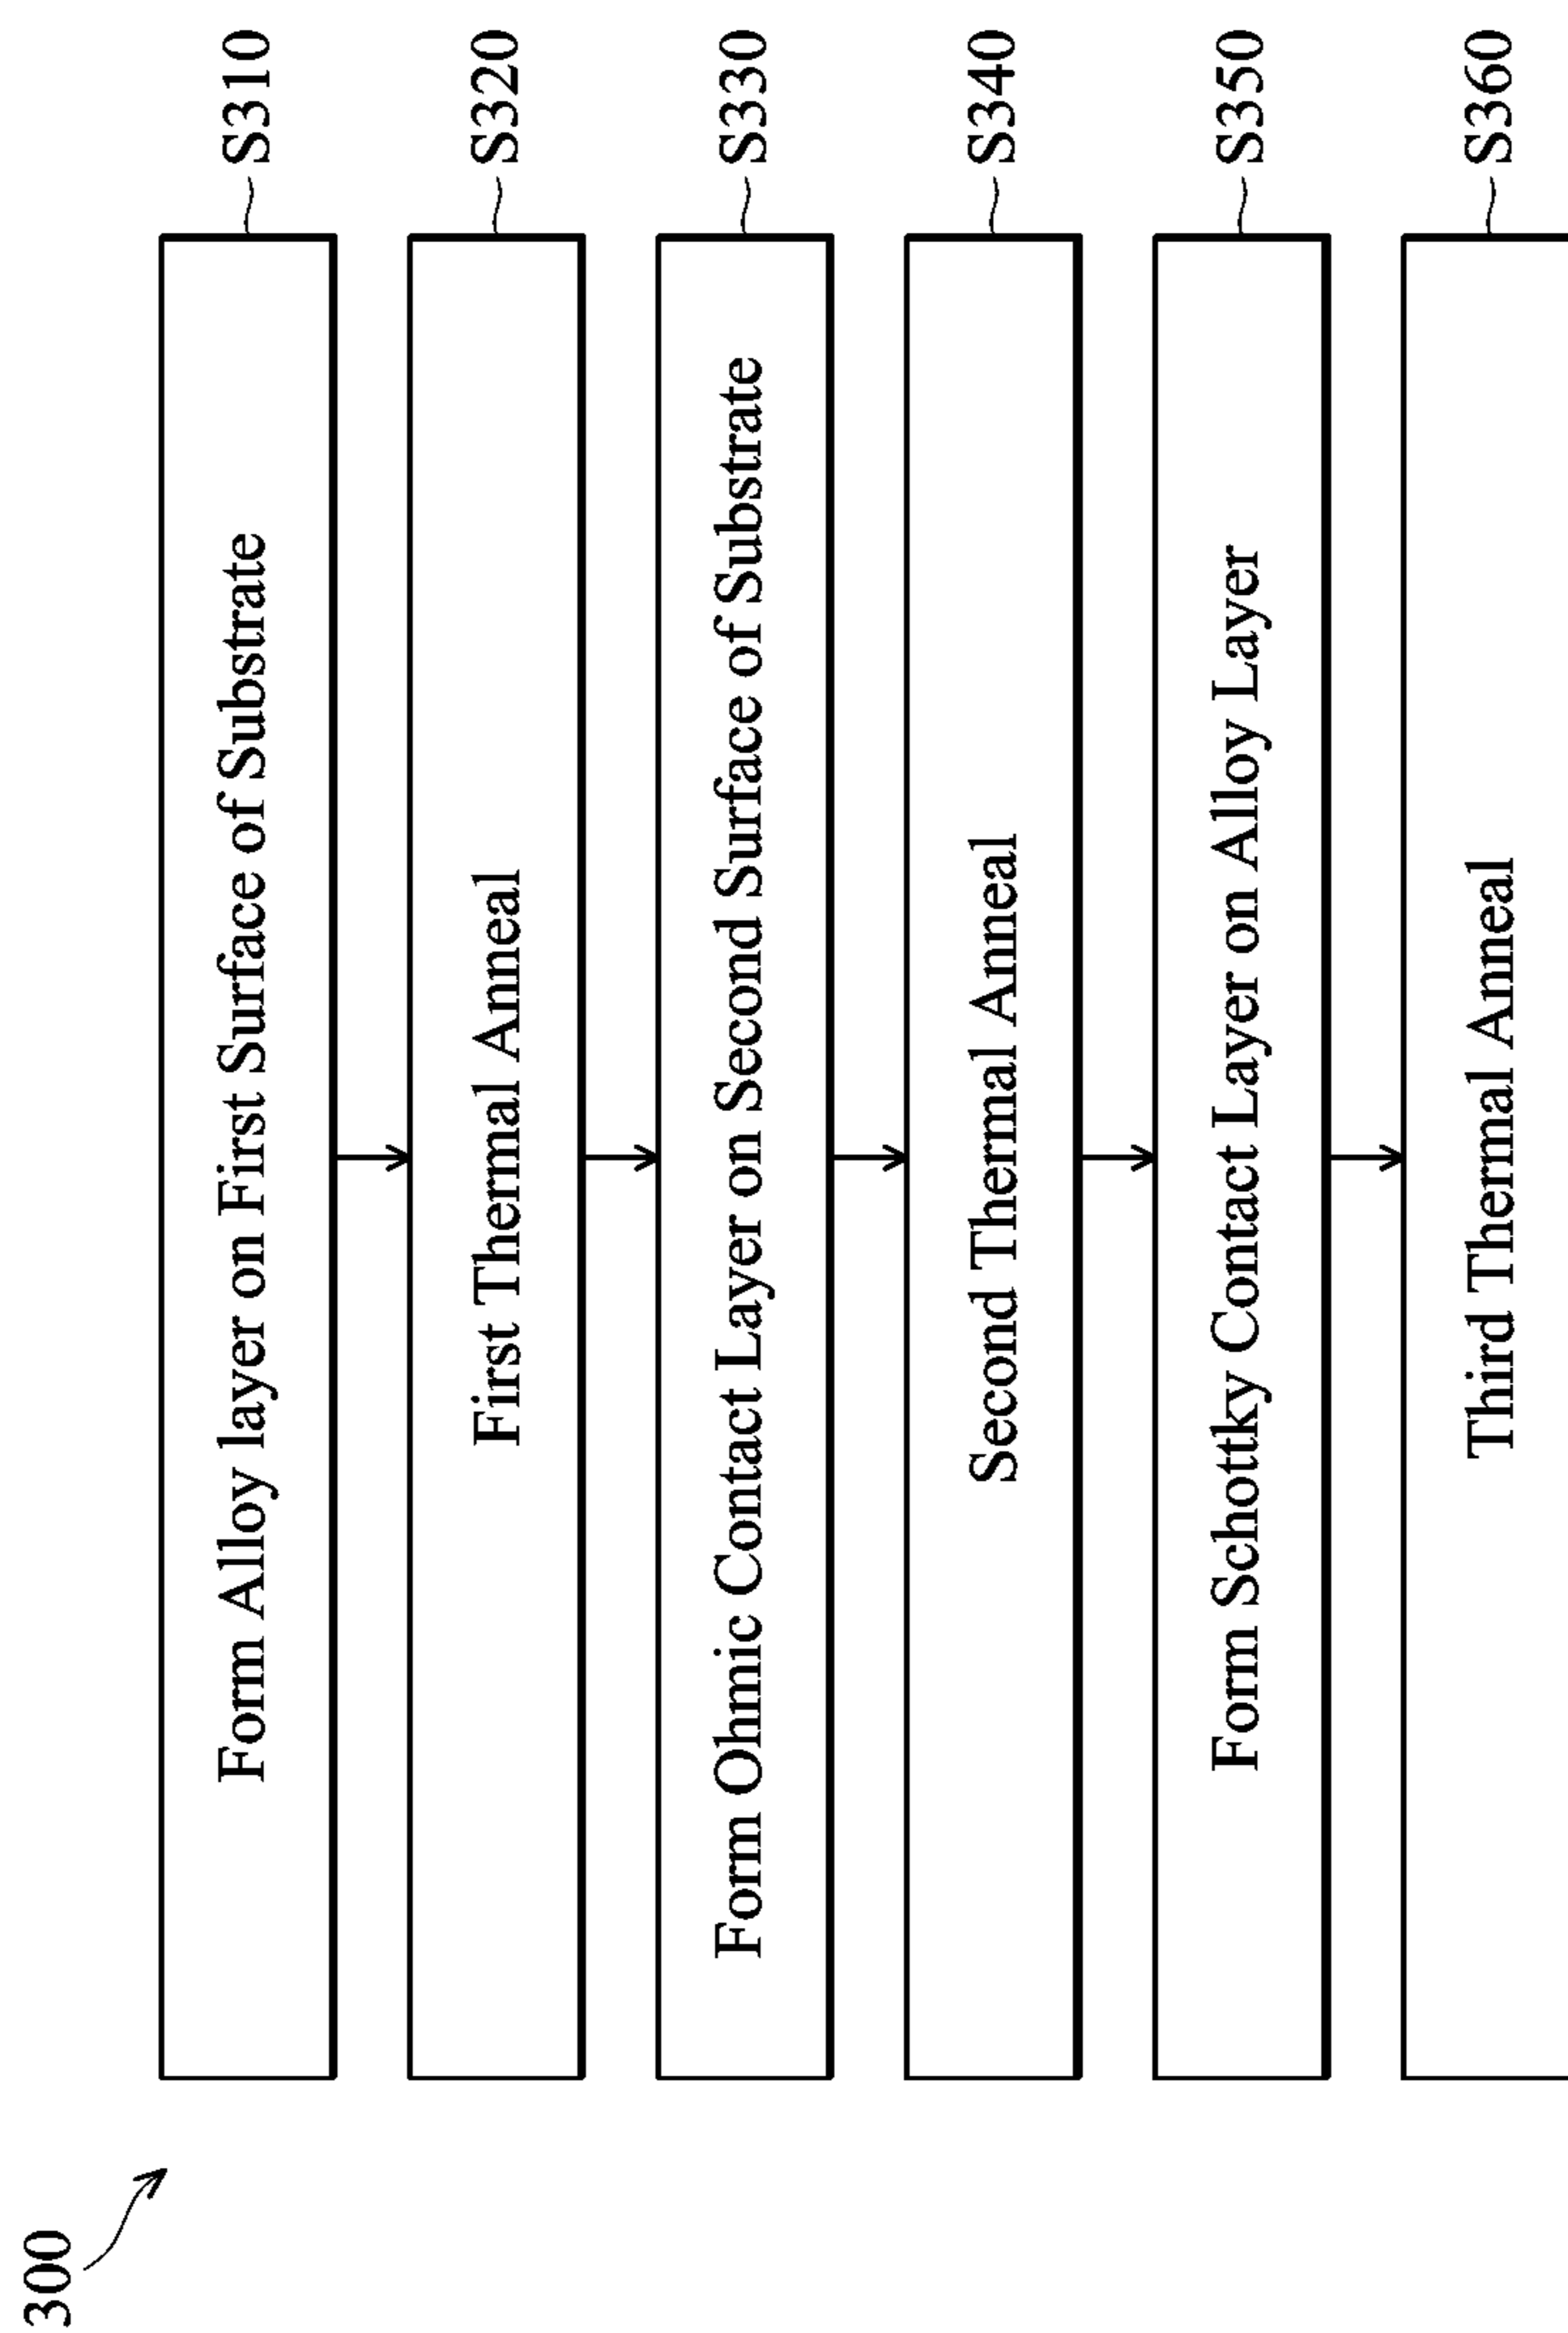 300
Form Alloy layer on First Surface of Substrate
S310
First Thermal Anneal
S320
Form Ohmic Contact Layer on Second Surface of Substrate
S330
Second Thermal Anneal
S340
Form Schottky Contact Layer on Alloy Layer
S350
Third Thermal Anneal
S360